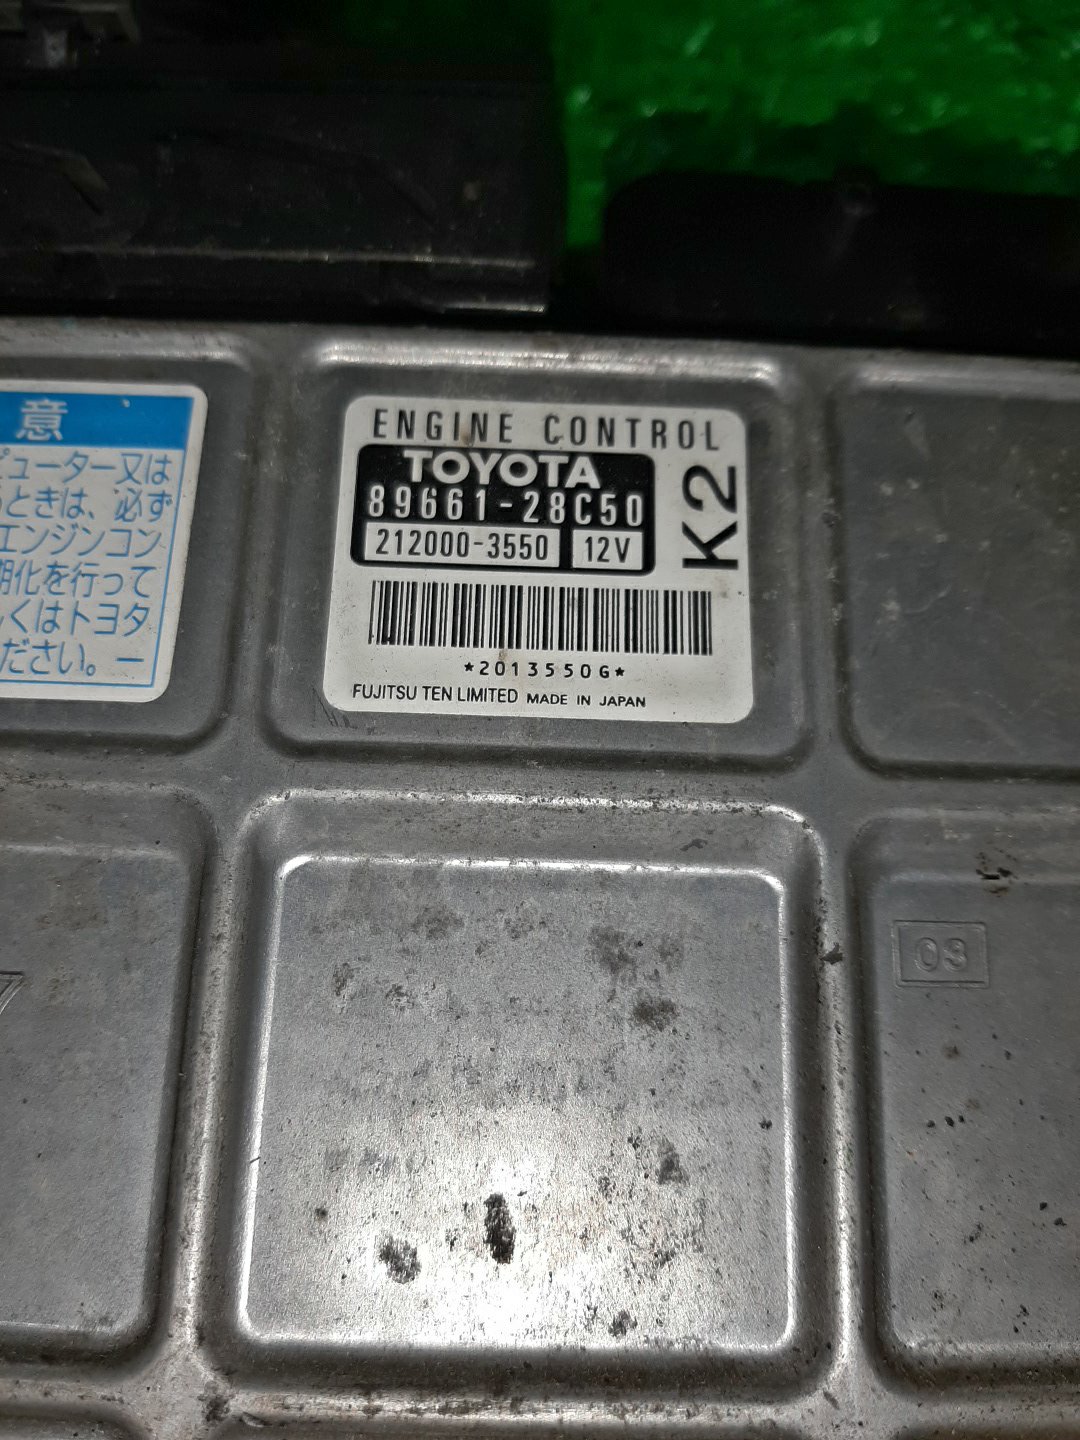 意
ピューター又は
るときは、必ず
エンジンコン
期化を行って
しくはトヨタ
ださい。ー
ENGINE CONTROL
TOYOTA
89661-28C50
212000-3550 12V
K2
*2013550G*
FUJITSU TEN LIMITED MADE IN JAPAN
03